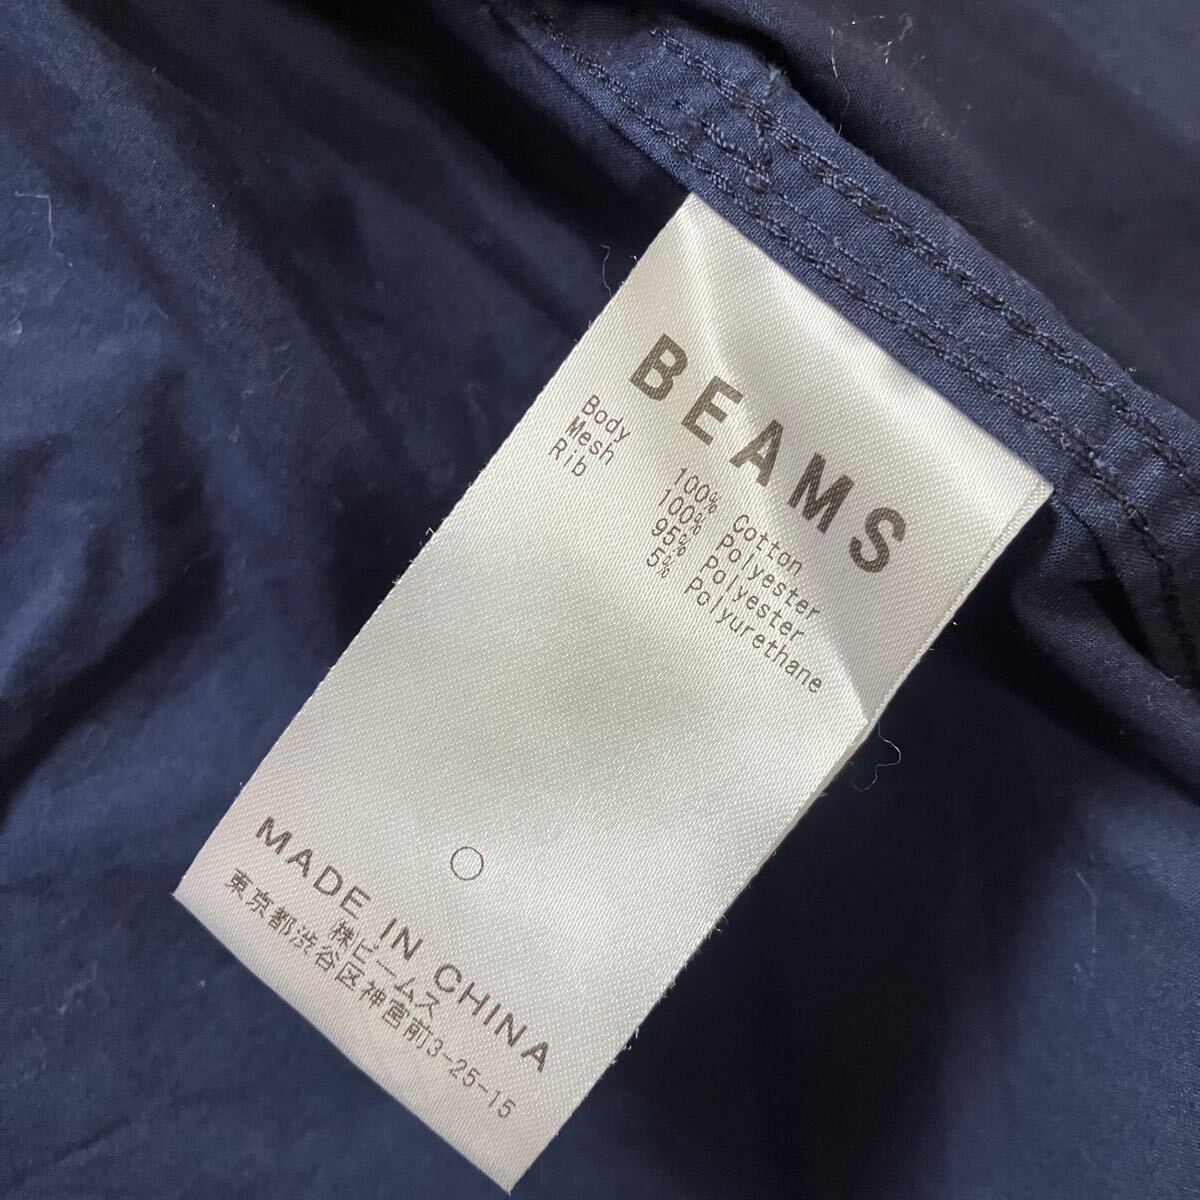 BEAMS
Body 100% Cotton
Mesh 100% Polyester
Rib 95% Polyester
5% Polyurethane
MADE IN CHINA
㈱ビームス
東京都渋谷区神宮前3-25-15